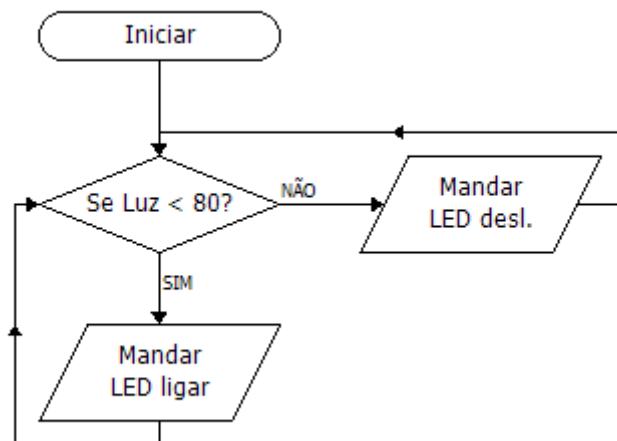 Iniciar
Se Luz < 80?
NÃO
Mandar
LED desl.
SIM
Mandar
LED ligar